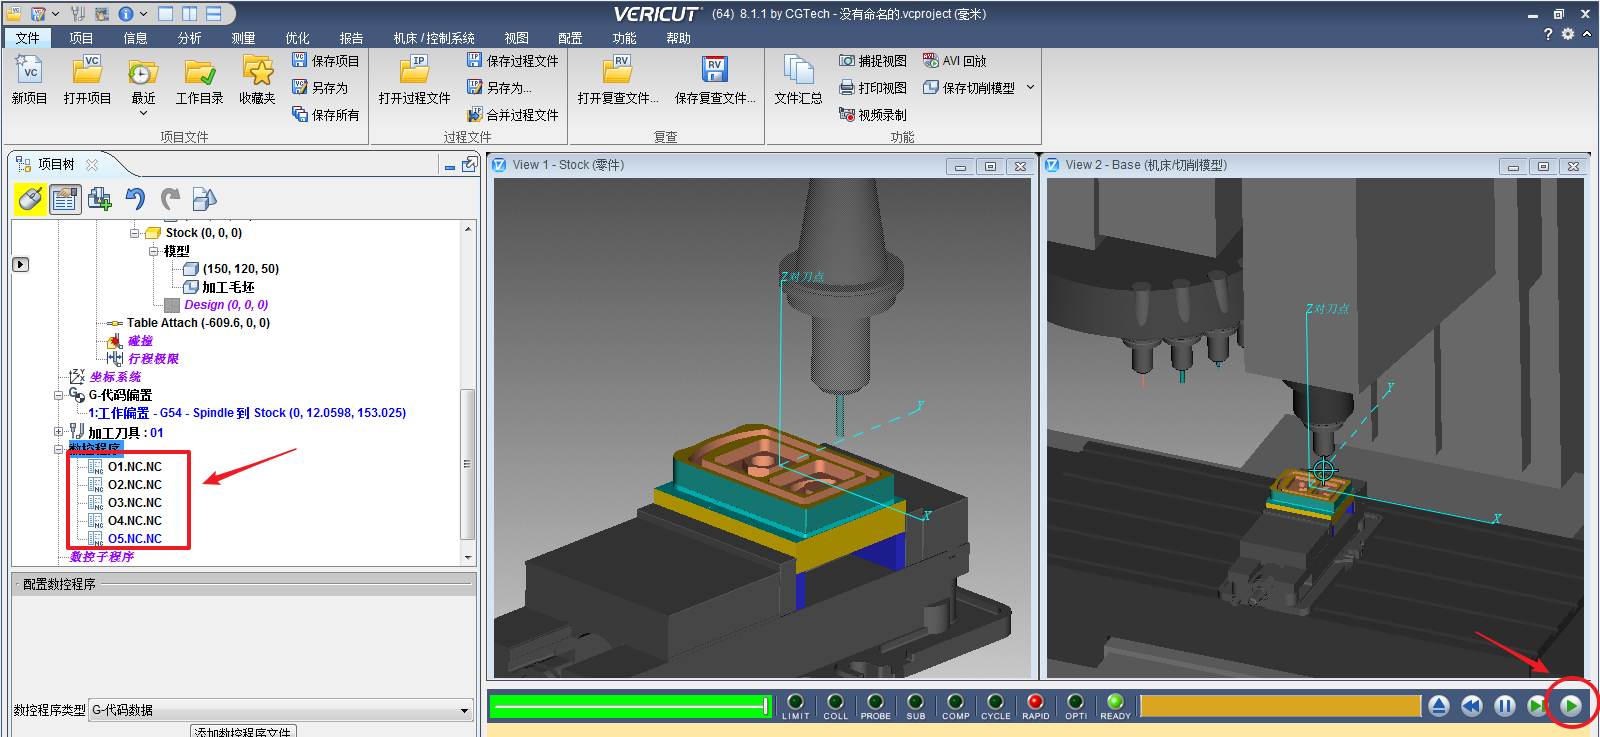 VERICUT (64) 8.1.1 by CGTech - 没有命名的.vcproject (毫米)
文件 项目 信息 分析 测量 优化 报告 机床 / 控制系统 视图 配置 功能 帮助
新项目 打开项目 最近 工作目录 收藏夹 保存项目 另存为 保存所有
打开过程文件 保存过程文件 另存为... 合并过程文件
打开复查文件... 保存复查文件...
文件汇总 捕捉视图 打印视图 视频录制 AVI 回放 保存切削模型
项目文件 过程文件 复查 功能
项目树
Stock (0, 0, 0)
模型
(150, 120, 50)
加工毛坯
Design (0, 0, 0)
Table Attach (-609.6, 0, 0)
碰撞
行程极限
坐标系统
G-代码偏置
1:工作偏置 - G54 - Spindle 到 Stock (0, 12.0598, 153.025)
加工刀具 : 01
数控程序
O1.NC.NC
O2.NC.NC
O3.NC.NC
O4.NC.NC
O5.NC.NC
数控子程序
配置数控程序
数控程序类型 G-代码数据
添加数控程序文件
View 1 - Stock (零件)
Z对刀点
Y
X
View 2 - Base (机床/切削模型)
Z对刀点
Y
X
LIMIT COLL PROBE SUB COMP CYCLE RAPID OPTI READY